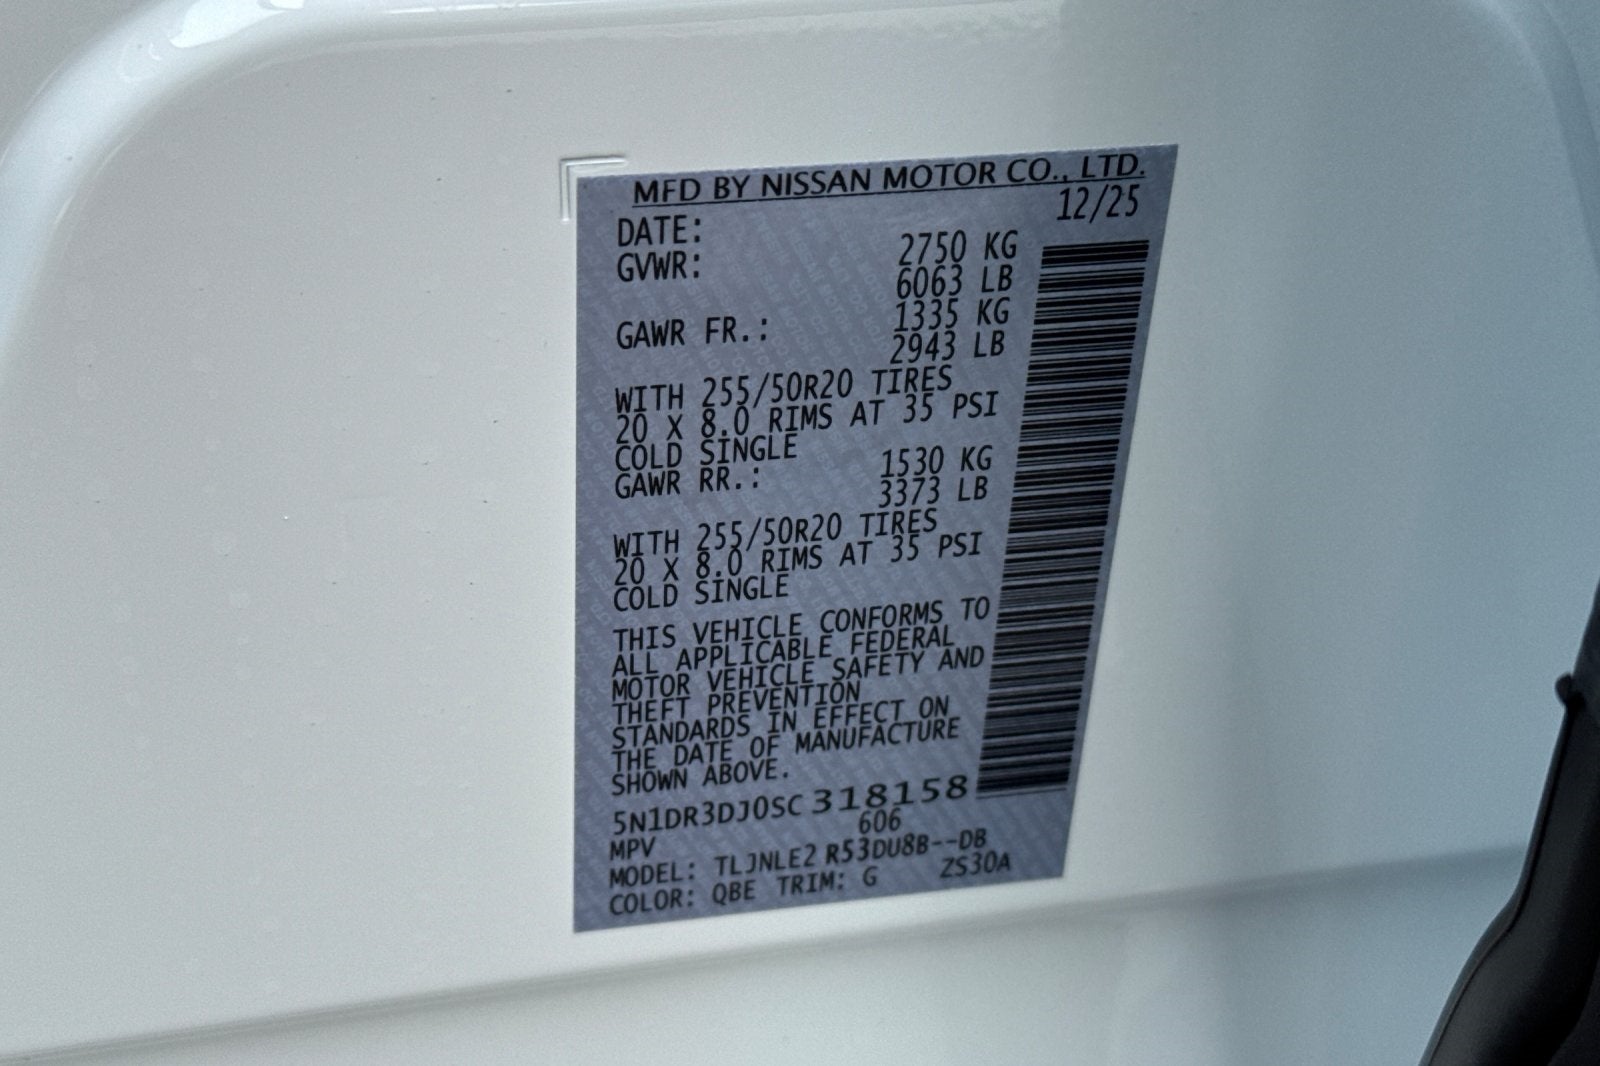 MFD BY NISSAN MOTOR CO., LTD.
DATE: 12/25
GVWR: 2750 KG
6063 LB
GAWR FR.: 1335 KG
2943 LB
WITH 255/50R20 TIRES
20 X 8.0 RIMS AT 35 PSI
COLD SINGLE
GAWR RR.: 1530 KG
3373 LB
WITH 255/50R20 TIRES
20 X 8.0 RIMS AT 35 PSI
COLD SINGLE
THIS VEHICLE CONFORMS TO
ALL APPLICABLE FEDERAL
MOTOR VEHICLE SAFETY AND
THEFT PREVENTION
STANDARDS IN EFFECT ON
THE DATE OF MANUFACTURE
SHOWN ABOVE.
5N1DR3DJ0SC318158
MPV 606
MODEL: TLJNLE2 R53DU8B--DB
COLOR: QBE TRIM: G ZS30A